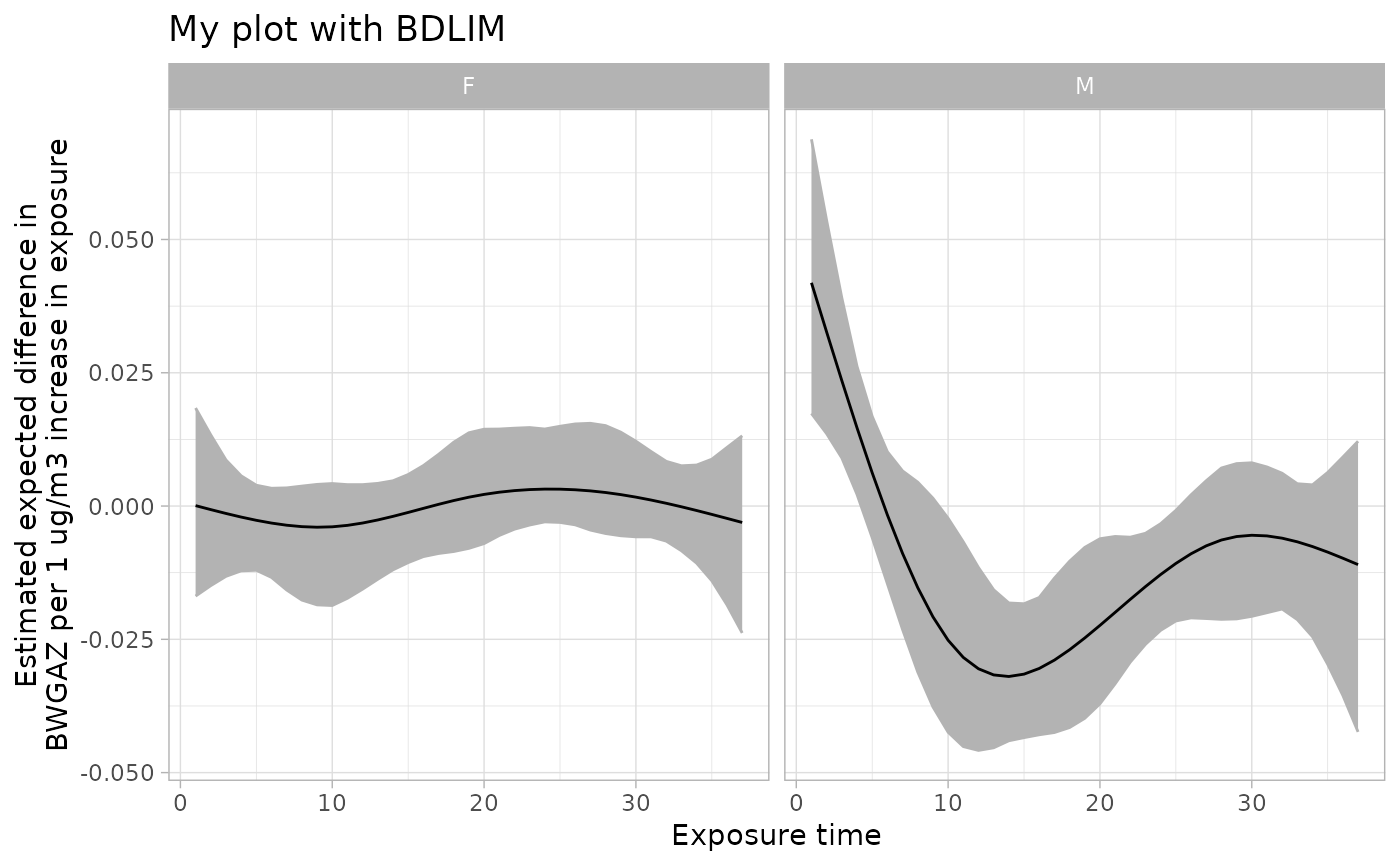 My plot with BDLIM
F
M
Estimated expected difference in
BWGAZ per 1 ug/m3 increase in exposure
0.050
0.025
0.000
-0.025
-0.050
0 10 20 30
0 10 20 30
Exposure time